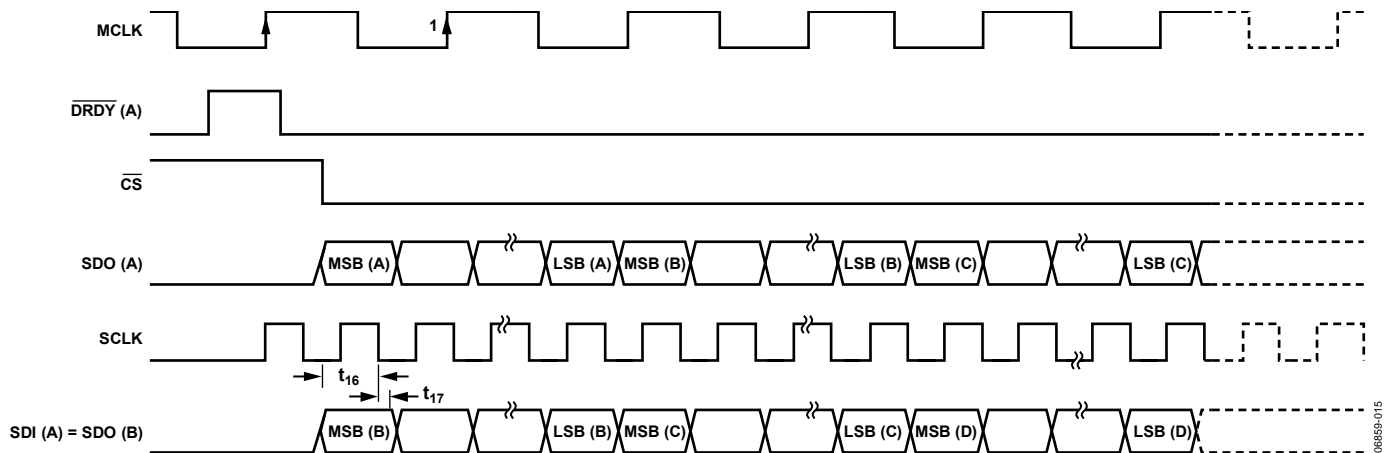 MCLK
1
DRDY (A)
CS
SDO (A)
MSB (A) LSB (A) MSB (B) LSB (B) MSB (C) LSB (C)
SCLK
t16
t17
SDI (A) = SDO (B)
MSB (B) LSB (B) MSB (C) LSB (C) MSB (D) LSB (D)
06859-015